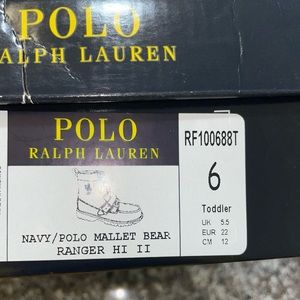 POLO
RALPH LAUREN
POLO
RALPH LAUREN
NAVY/POLO MALLET BEAR
RANGER HI II
RF100688T
6
Toddler
UK 5.5
EUR 22
CM 12